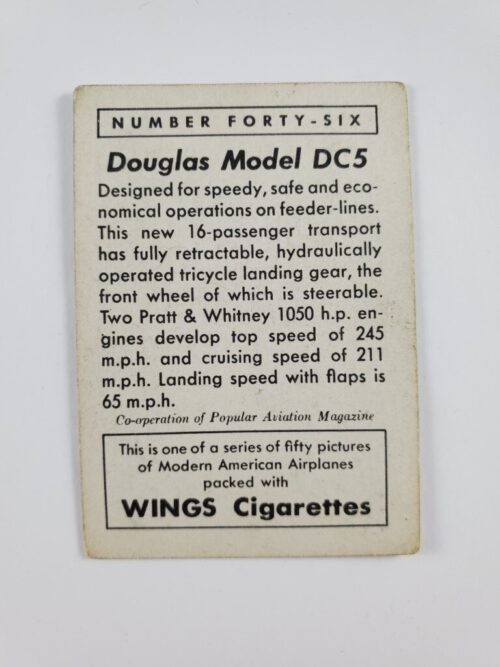 NUMBER FORTY-SIX
Douglas Model DC5
Designed for speedy, safe and eco-
nomical operations on feeder-lines.
This new 16-passenger transport
has fully retractable, hydraulically
operated tricycle landing gear, the
front wheel of which is steerable.
Two Pratt & Whitney 1050 h.p. en-
gines develop top speed of 245
m.p.h. and cruising speed of 211
m.p.h. Landing speed with flaps is
65 m.p.h.
Co-operation of Popular Aviation Magazine
This is one of a series of fifty pictures
of Modern American Airplanes
packed with
WINGS Cigarettes